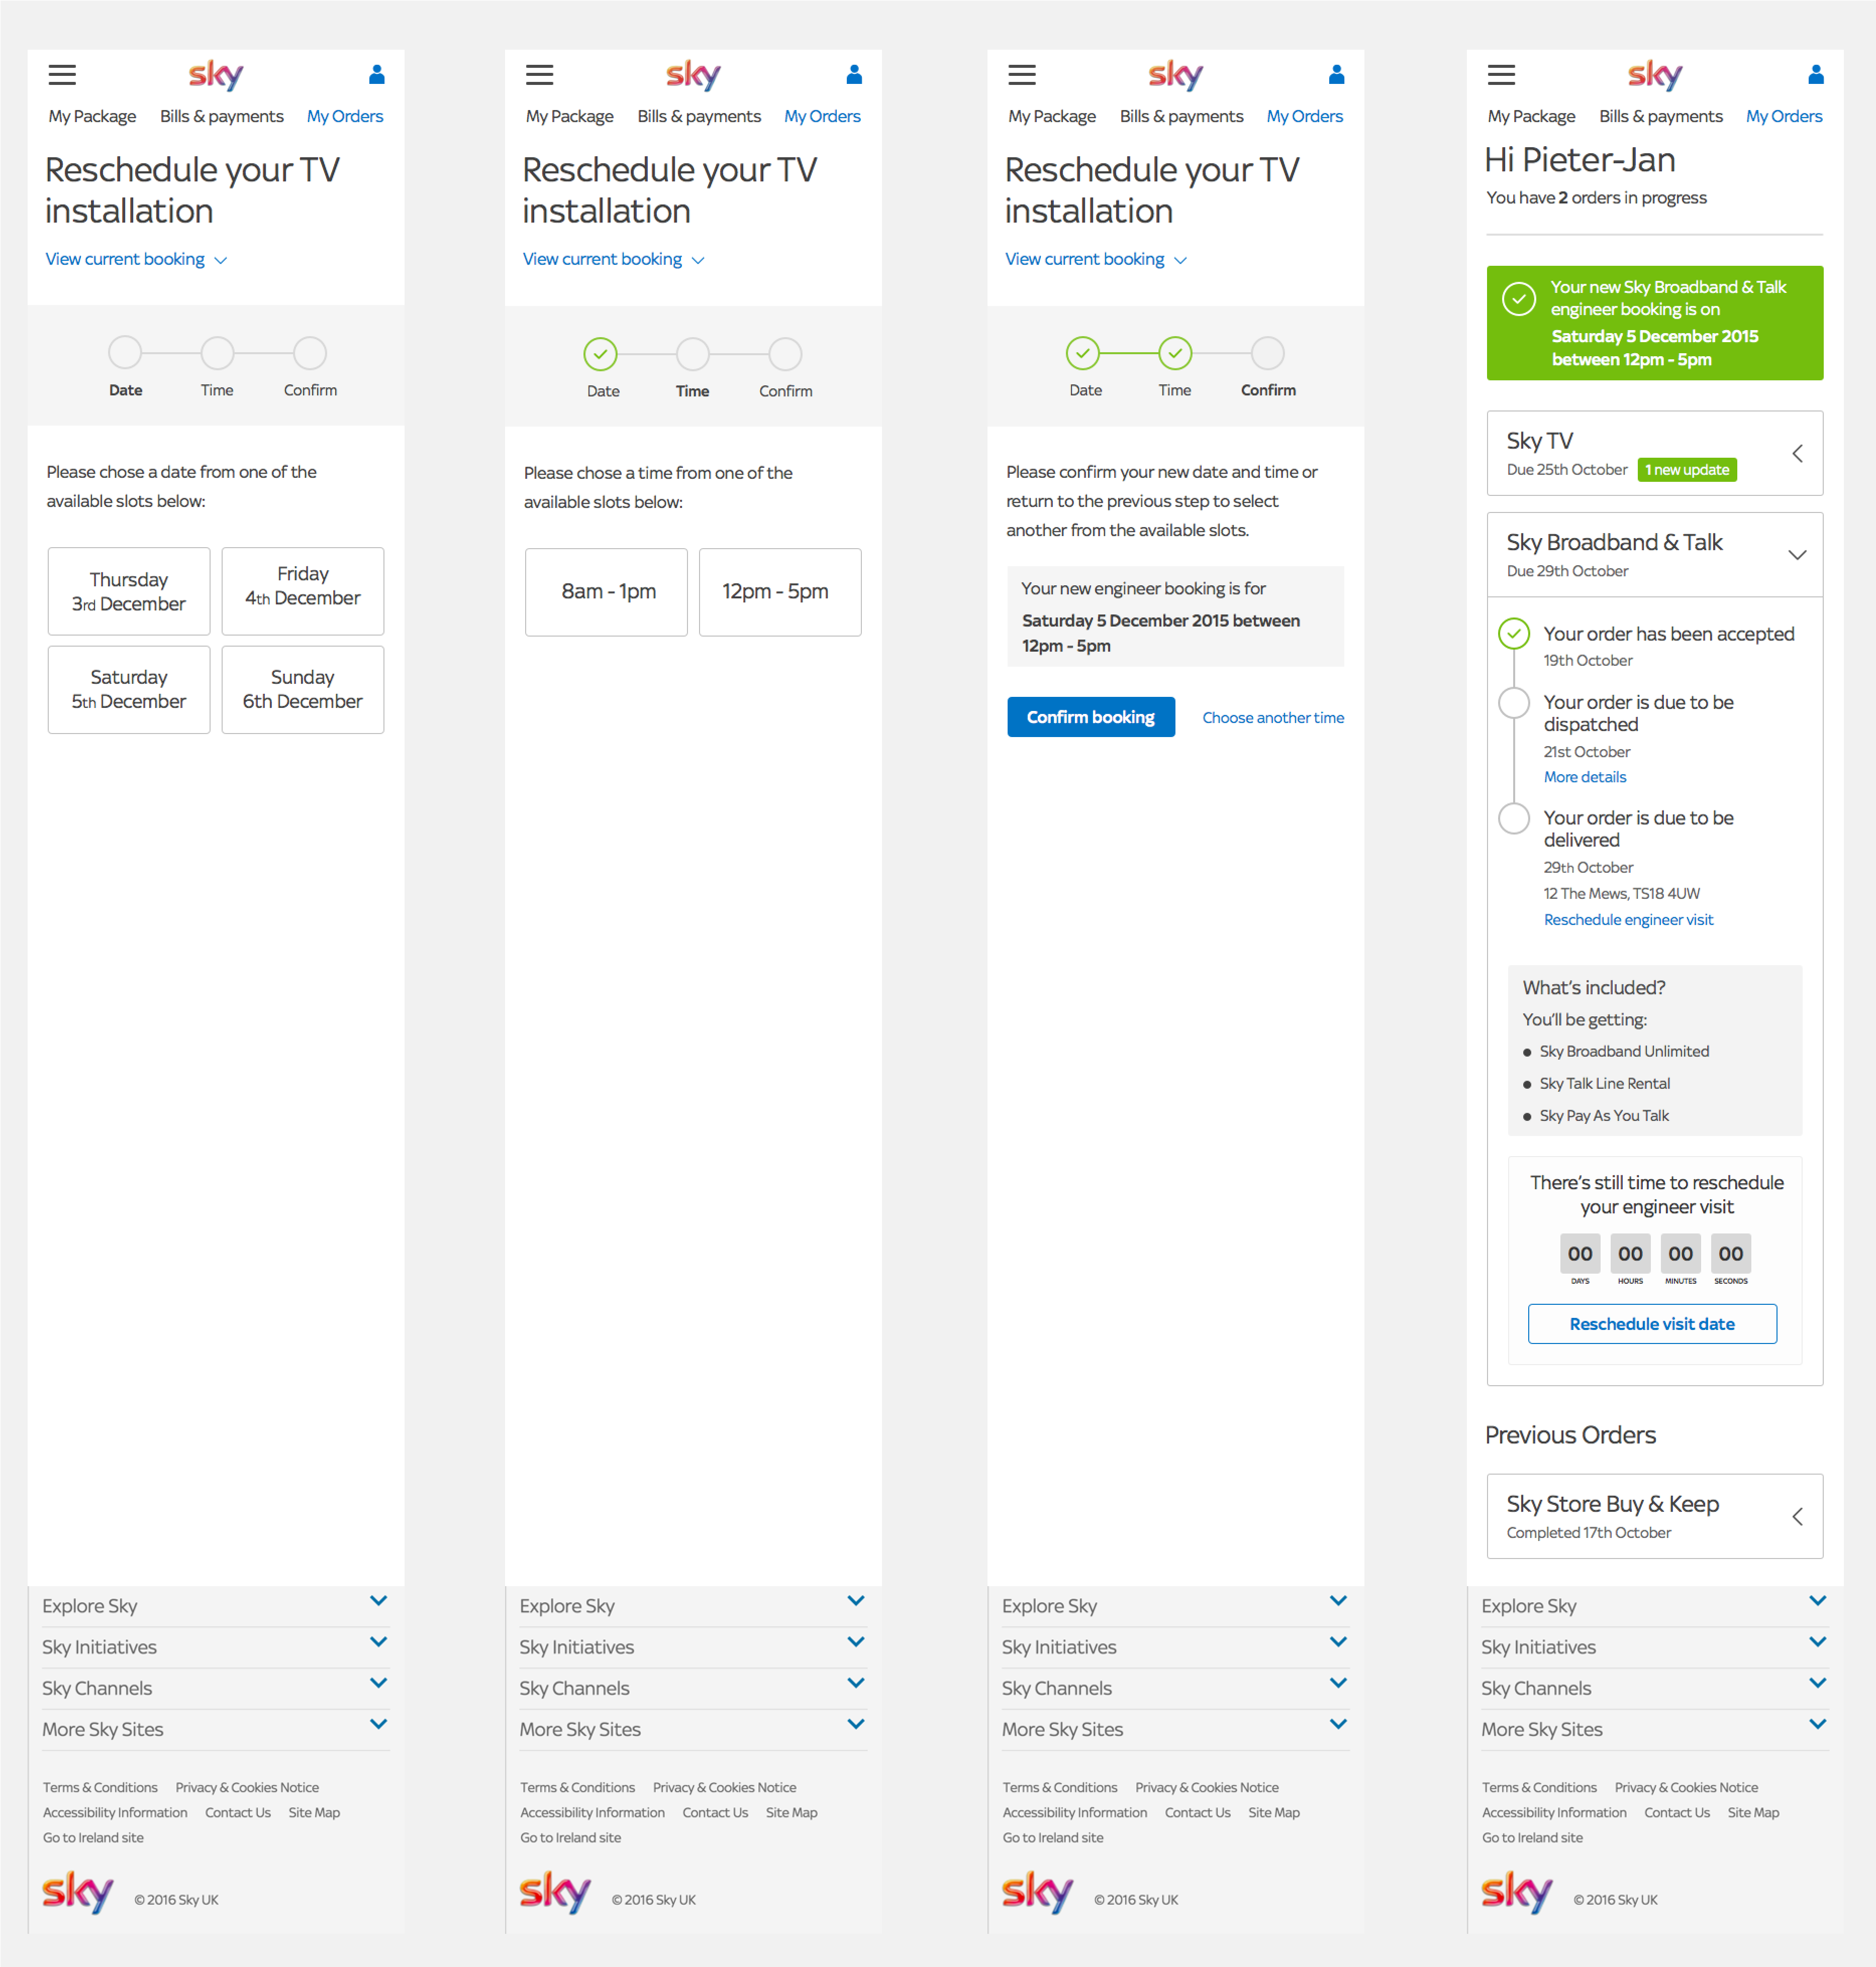 sky
My Package Bills & payments My Orders
Reschedule your TV
installation
View current booking
Date Time Confirm
Please chose a date from one of the
available slots below:
Thursday
3rd December
Friday
4th December
Saturday
5th December
Sunday
6th December
Explore Sky
Sky Initiatives
Sky Channels
More Sky Sites
Terms & Conditions Privacy & Cookies Notice
Accessibility Information Contact Us Site Map
Go to Ireland site
sky © 2016 Sky UK
sky
My Package Bills & payments My Orders
Reschedule your TV
installation
View current booking
Date Time Confirm
Please chose a time from one of the
available slots below:
8am - 1pm
12pm - 5pm
Explore Sky
Sky Initiatives
Sky Channels
More Sky Sites
Terms & Conditions Privacy & Cookies Notice
Accessibility Information Contact Us Site Map
Go to Ireland site
sky © 2016 Sky UK
sky
My Package Bills & payments My Orders
Reschedule your TV
installation
View current booking
Date Time Confirm
Please confirm your new date and time or
return to the previous step to select
another from the available slots.
Your new engineer booking is for
Saturday 5 December 2015 between
12pm - 5pm
Confirm booking Choose another time
Explore Sky
Sky Initiatives
Sky Channels
More Sky Sites
Terms & Conditions Privacy & Cookies Notice
Accessibility Information Contact Us Site Map
Go to Ireland site
sky © 2016 Sky UK
sky
My Package Bills & payments My Orders
Hi Pieter-Jan
You have 2 orders in progress
Your new Sky Broadband & Talk
engineer booking is on
Saturday 5 December 2015
between 12pm - 5pm
Sky TV
Due 25th October 1 new update
Sky Broadband & Talk
Due 29th October
Your order has been accepted
19th October
Your order is due to be
dispatched
21st October
More details
Your order is due to be
delivered
29th October
12 The Mews, TS18 4UW
Reschedule engineer visit
What's included?
You'll be getting:
• Sky Broadband Unlimited
• Sky Talk Line Rental
• Sky Pay As You Talk
There's still time to reschedule
your engineer visit
00 00 00 00
DAYS HOURS MINUTES SECONDS
Reschedule visit date
Previous Orders
Sky Store Buy & Keep
Completed 17th October
Explore Sky
Sky Initiatives
Sky Channels
More Sky Sites
Terms & Conditions Privacy & Cookies Notice
Accessibility Information Contact Us Site Map
Go to Ireland site
sky © 2016 Sky UK